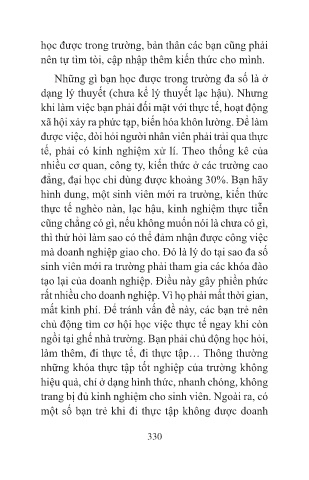 học được trong trường, bản thân các bạn cũng phải
nên tự tìm tòi, cập nhập thêm kiến thức cho mình.
Những gì bạn học được trong trường đa số là ở
dạng lý thuyết (chưa kể lý thuyết lạc hậu). Nhưng
khi làm việc bạn phải đối mặt với thực tế, hoạt động
xã hội xảy ra phức tạp, biến hóa khôn lường. Để làm
được việc, đòi hỏi người nhân viên phải trải qua thực
tế, phải có kinh nghiệm xử lí. Theo thống kê của
nhiều cơ quan, công ty, kiến thức ở các trường cao
đẳng, đại học chỉ dùng được khoảng 30%. Bạn hãy
hình dung, một sinh viên mới ra trường, kiến thức
thực tế nghèo nàn, lạc hậu, kinh nghiệm thực tiễn
cũng chẳng có gì, nếu không muốn nói là chưa có gì,
thì thử hỏi làm sao có thể đảm nhận được công việc
mà doanh nghiệp giao cho. Đó là lý do tại sao đa số
sinh viên mới ra trường phải tham gia các khóa đào
tạo lại của doanh nghiệp. Điều này gây phiền phức
rất nhiều cho doanh nghiệp. Vì họ phải mất thời gian,
mất kinh phí. Để tránh vấn đề này, các bạn trẻ nên
chủ động tìm cơ hội học việc thực tế ngay khi còn
ngồi tại ghế nhà trường. Bạn phải chủ động học hỏi,
làm thêm, đi thực tế, đi thực tập… Thông thường
những khóa thực tập tốt nghiệp của trường không
hiệu quả, chỉ ở dạng hình thức, nhanh chóng, không
trang bị đủ kinh nghiệm cho sinh viên. Ngoài ra, có
một số bạn trẻ khi đi thực tập không được doanh
330